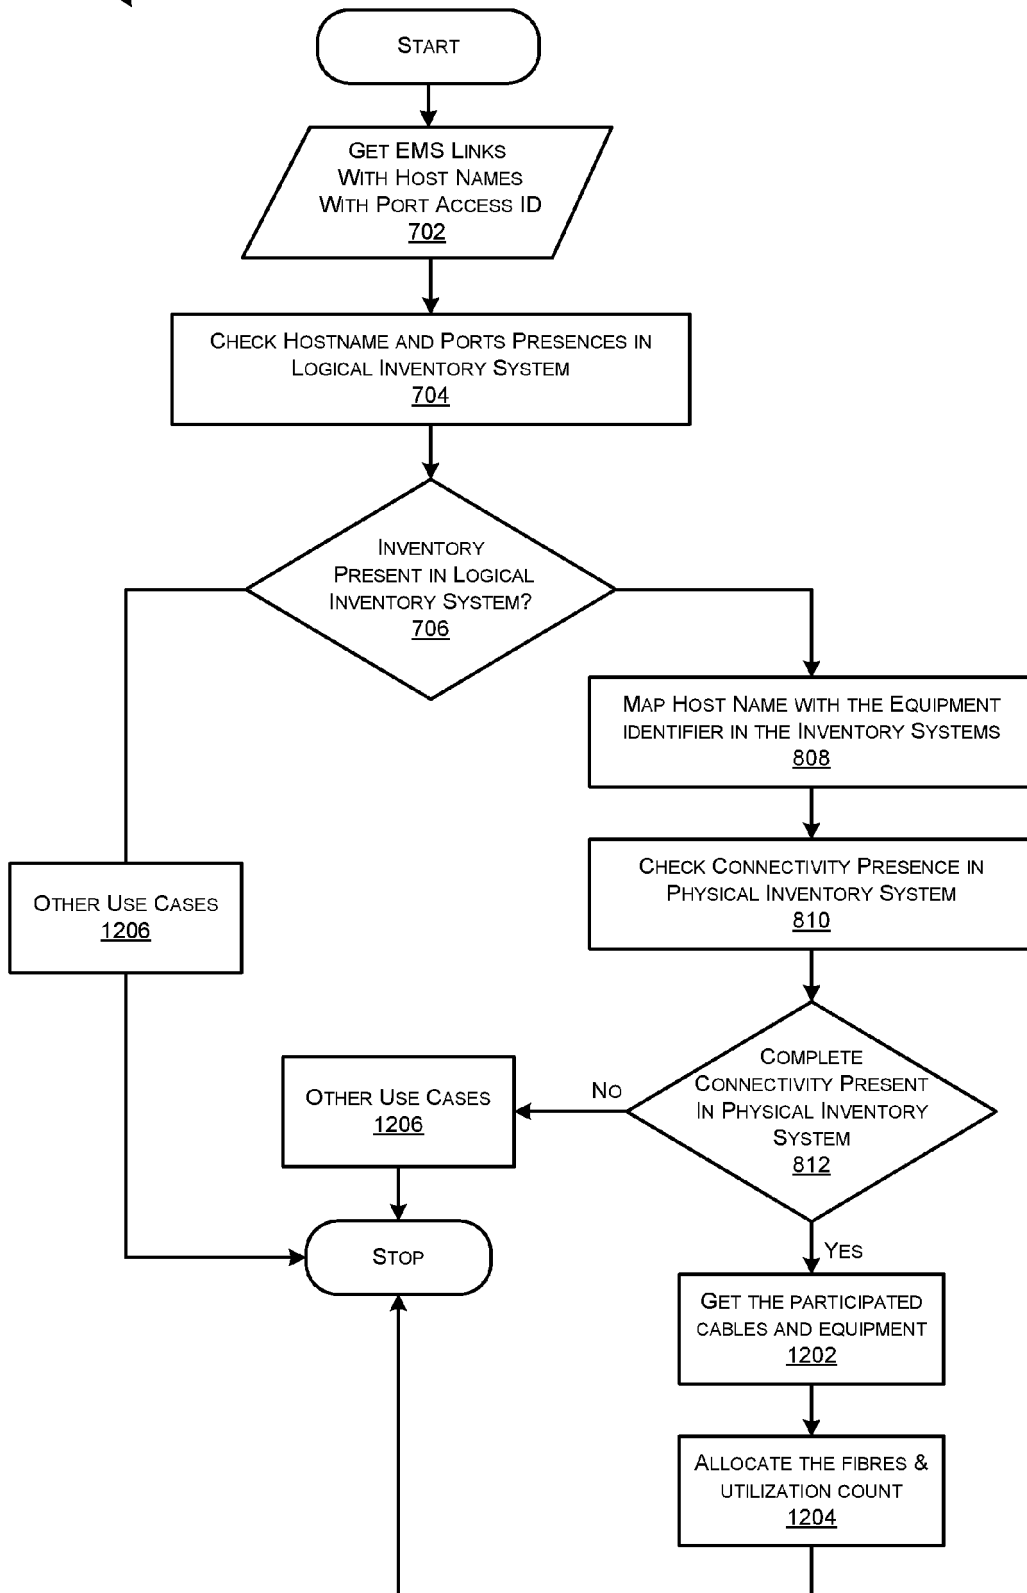 START
GET EMS LINKS
WITH HOST NAMES
WITH PORT ACCESS ID
702
CHECK HOSTNAME AND PORTS PRESENCES IN
LOGICAL INVENTORY SYSTEM
704
INVENTORY
PRESENT IN LOGICAL
INVENTORY SYSTEM?
706
MAP HOST NAME WITH THE EQUIPMENT
IDENTIFIER IN THE INVENTORY SYSTEMS
808
CHECK CONNECTIVITY PRESENCE IN
PHYSICAL INVENTORY SYSTEM
810
OTHER USE CASES
1206
COMPLETE
CONNECTIVITY PRESENT
IN PHYSICAL INVENTORY
SYSTEM
812
NO
OTHER USE CASES
1206
STOP
YES
GET THE PARTICIPATED
CABLES AND EQUIPMENT
1202
ALLOCATE THE FIBRES &
UTILIZATION COUNT
1204